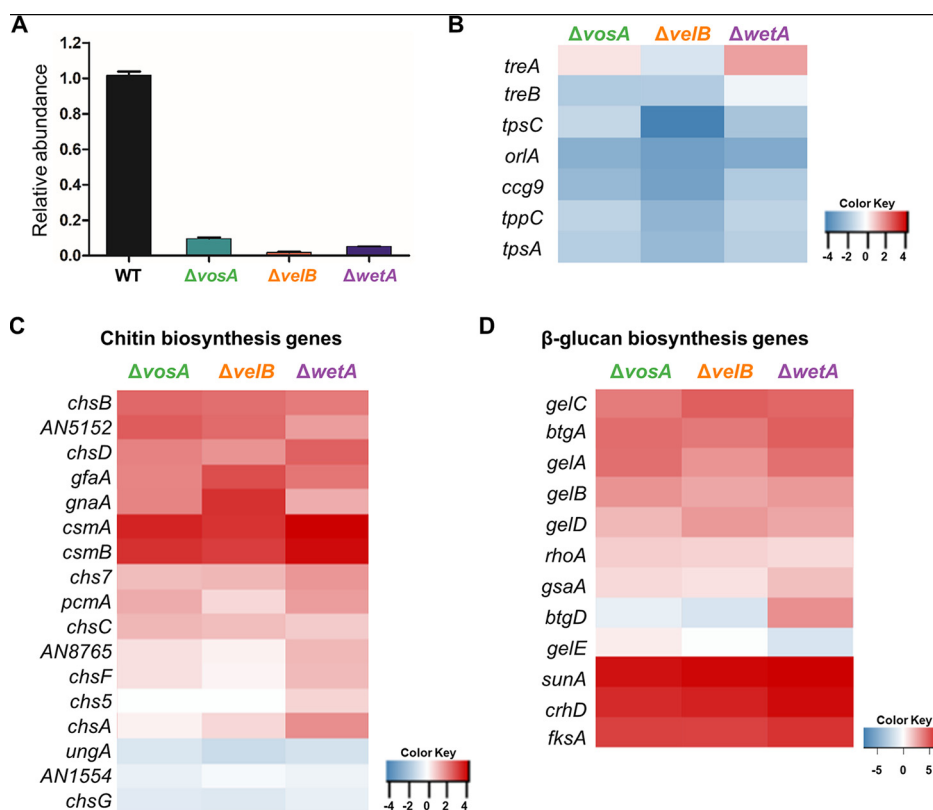 A
Relative abundance
1.2
1.0
0.8
0.6
0.4
0.2
0.0
WT ΔvosA ΔvelB ΔwetA
B
ΔvosA ΔvelB ΔwetA
treA
treB
tpsC
orlA
ccg9
tppC
tpsA
Color Key
-4 -2 0 2 4
C
Chitin biosynthesis genes
ΔvosA ΔvelB ΔwetA
chsB
AN5152
chsD
gfaA
gnaA
csmA
csmB
chs7
pcmA
chsC
AN8765
chsF
chs5
chsA
ungA
AN1554
chsG
Color Key
-4 -2 0 2 4
D
β-glucan biosynthesis genes
ΔvosA ΔvelB ΔwetA
gelC
btgA
gelA
gelB
gelD
rhoA
gsaA
btgD
gelE
sunA
crhD
fksA
Color Key
-5 0 5